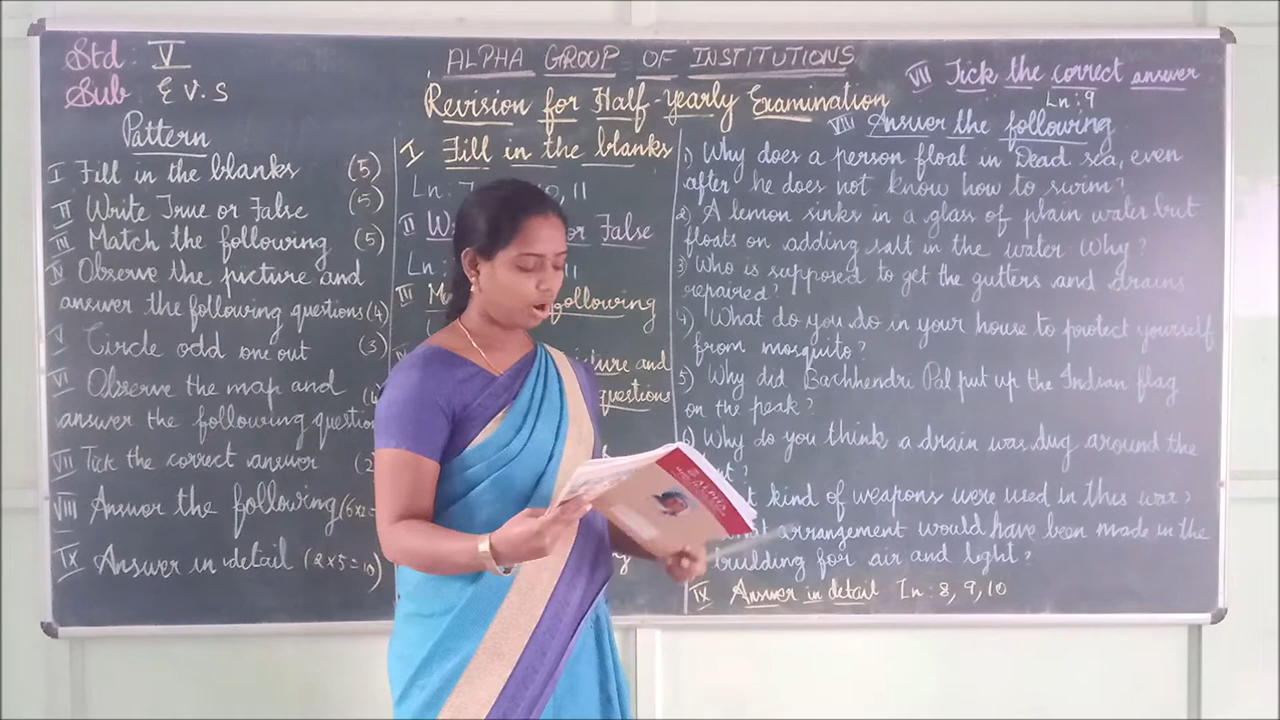 Std : V
Sub E V.S
ALPHA GROUP OF INSTITUTIONS
Revision for Half-yearly Examination
Pattern
I Fill in the blanks (5)
II Write True or False (5)
III Match the following (5)
IV Observe the picture and
answer the following questions (4)
V Circle odd one out (3)
VI Observe the map and
answer the following question
VII Tick the correct answer (2
VIII Answer the following (6x2=
IX Answer in detail (2x5=10)
I Fill in the blanks
Ln: 7 , 11
II or False
Ln: 11
III following
and
questions
VII Tick the correct answer
Ln: 9
VIII Answer the following
1) Why does a person float in Dead sea, even
after he does not know how to swim?
2) A lemon sinks in a glass of plain water but
floats on adding salt in the water Why?
3) Who is supposed to get the gutters and drains
repaired?
4) What do you do in your house to protect yourself
from mosquito?
5) Why did Bachhendri Pal put up the Indian flag
on the peak?
6) Why do you think a drain was dug around the
kind of weapons were used in this war?
arrangement would have been made in the
building for air and light?
IX Answer in detail Ln: 8, 9, 10